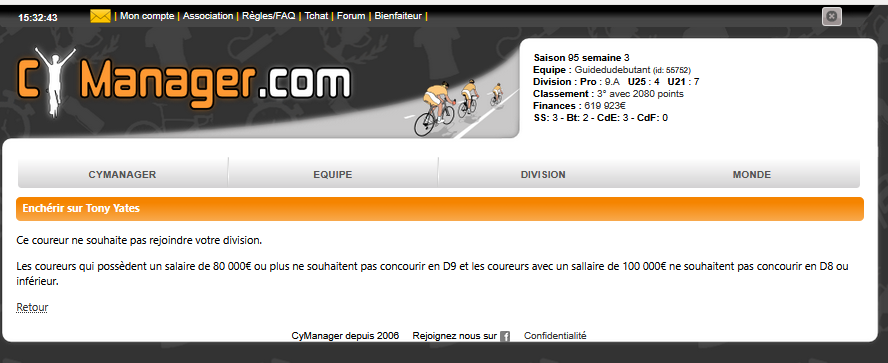 15:32:43
| Mon compte | Association | Règles/FAQ | Tchat | Forum | Bienfaiteur |
CyManager.com
Saison 95 semaine 3
Equipe : Guidedudebutant (id: 55752)
Division : Pro : 9.A U25 : 4 U21 : 7
Classement : 3° avec 2080 points
Finances : 619 923€
SS: 3 - Bt: 2 - CdE: 3 - CdF: 0
CYMANAGER EQUIPE DIVISION MONDE
Enchérir sur Tony Yates
Ce coureur ne souhaite pas rejoindre votre division.
Les coureurs qui possèdent un salaire de 80 000€ ou plus ne souhaitent pas concourir en D9 et les coureurs avec un sallaire de 100 000€ ne souhaitent pas concourir en D8 ou
inférieur.
Retour
CyManager depuis 2006 Rejoignez nous sur f Confidentialité